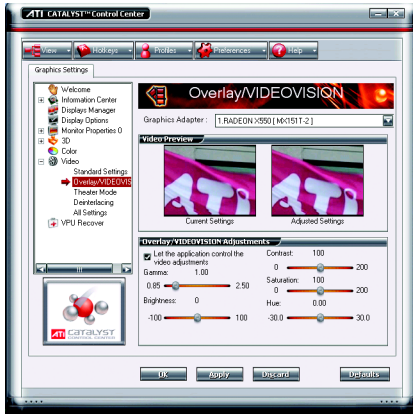 ATI CATALYST™ Control Center
View Hotkeys Profiles Preferences Help
Graphics Settings
Welcome
Information Center
Displays Manager
Display Options
Monitor Properties 0
3D
Color
Video
Standard Settings
Overlay/VIDEOVIS
Theater Mode
Deinterlacing
All Settings
VPU Recover
ATI CATALYST
CONTROL CENTER
Overlay/VIDEOVISION
Graphics Adapter : 1.RADEON X550 [ MX151T-2 ]
Video Preview
ATI ATI
Current Settings Adjusted Settings
Overlay/VIDEOVISION Adjustments
Let the application control the
video adjustments
Gamma: 1.00
0.85 2.50
Brightness: 0
-100 100
Contrast: 100
0 200
Saturation: 100
0 200
Hue: 0.00
-30.0 30.0
Ok Apply Discard Defaults